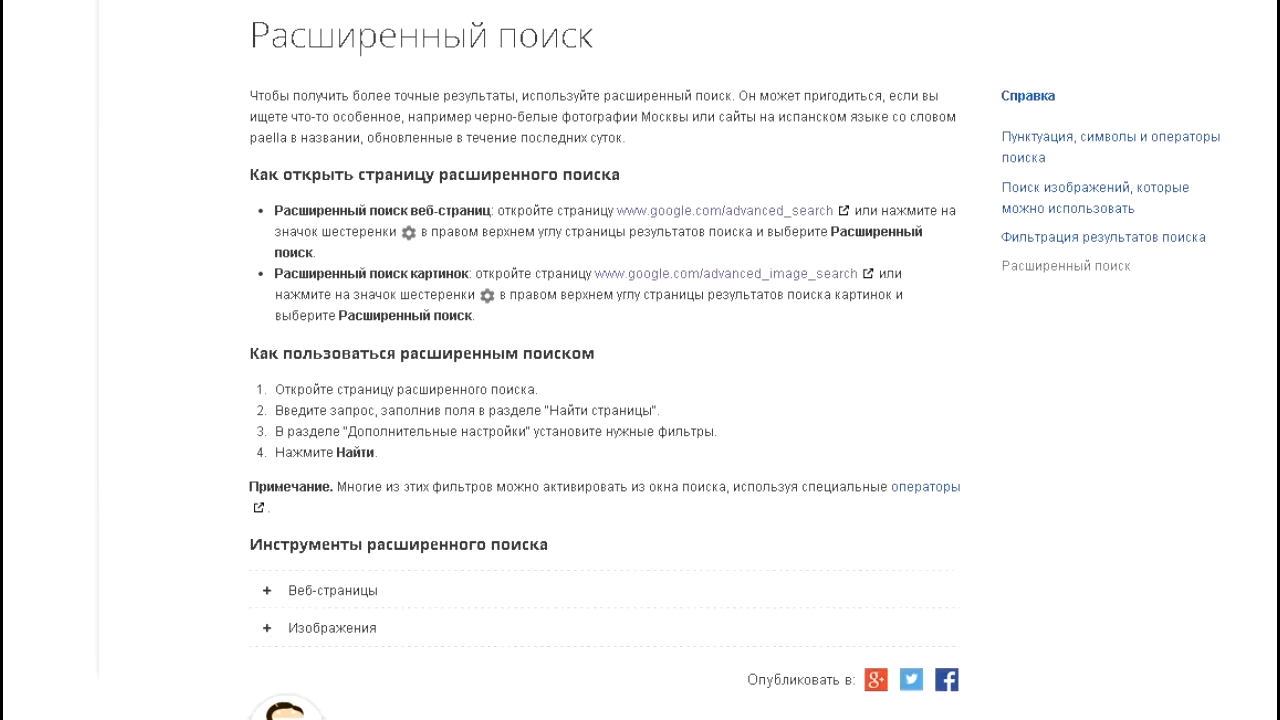 Расширенный поиск
Чтобы получить более точные результаты, используйте расширенный поиск. Он может пригодиться, если вы
ищете что-то особенное, например черно-белые фотографии Москвы или сайты на испанском языке со словом
paella в названии, обновленные в течение последних суток.
Как открыть страницу расширенного поиска
• Расширенный поиск веб-страниц: откройте страницу www.google.com/advanced_search или нажмите на
значок шестеренки в правом верхнем углу страницы результатов поиска и выберите Расширенный
поиск.
• Расширенный поиск картинок: откройте страницу www.google.com/advanced_image_search или
нажмите на значок шестеренки в правом верхнем углу страницы результатов поиска картинок и
выберите Расширенный поиск.
Как пользоваться расширенным поиском
1. Откройте страницу расширенного поиска.
2. Введите запрос, заполнив поля в разделе "Найти страницы".
3. В разделе "Дополнительные настройки" установите нужные фильтры.
4. Нажмите Найти.
Примечание. Многие из этих фильтров можно активировать из окна поиска, используя специальные операторы
.
Инструменты расширенного поиска
+ Веб-страницы
+ Изображения
Опубликовать в: g+ f
Справка
Пунктуация, символы и операторы
поиска
Поиск изображений, которые
можно использовать
Фильтрация результатов поиска
Расширенный поиск